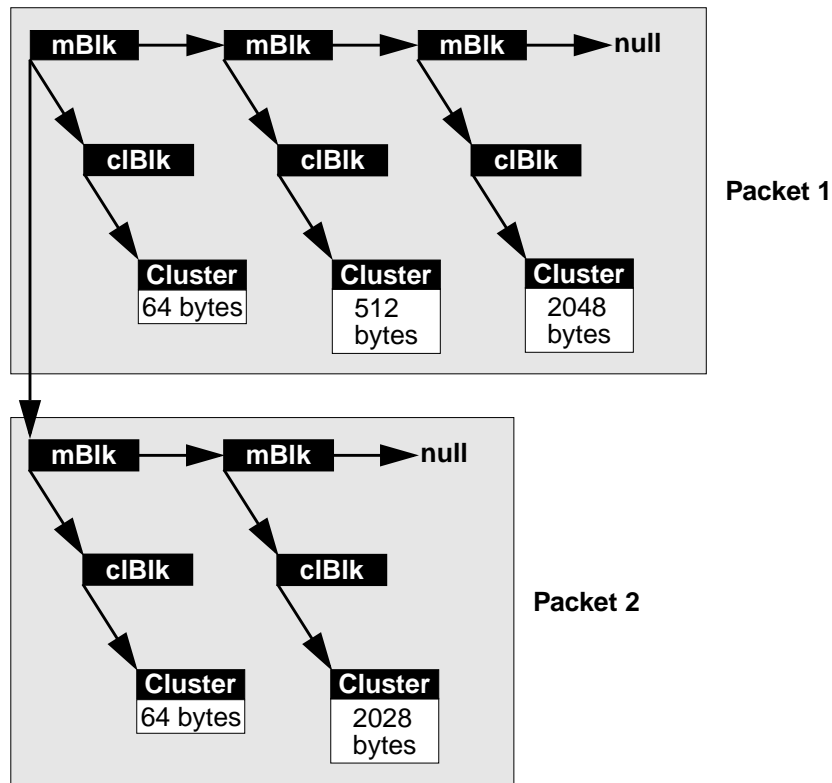 mBlk mBlk mBlk null
clBlk clBlk clBlk
Packet 1
Cluster Cluster Cluster
64 bytes 512 2048
bytes bytes
mBlk mBlk null
clBlk clBlk
Packet 2
Cluster Cluster
64 bytes 2028
bytes